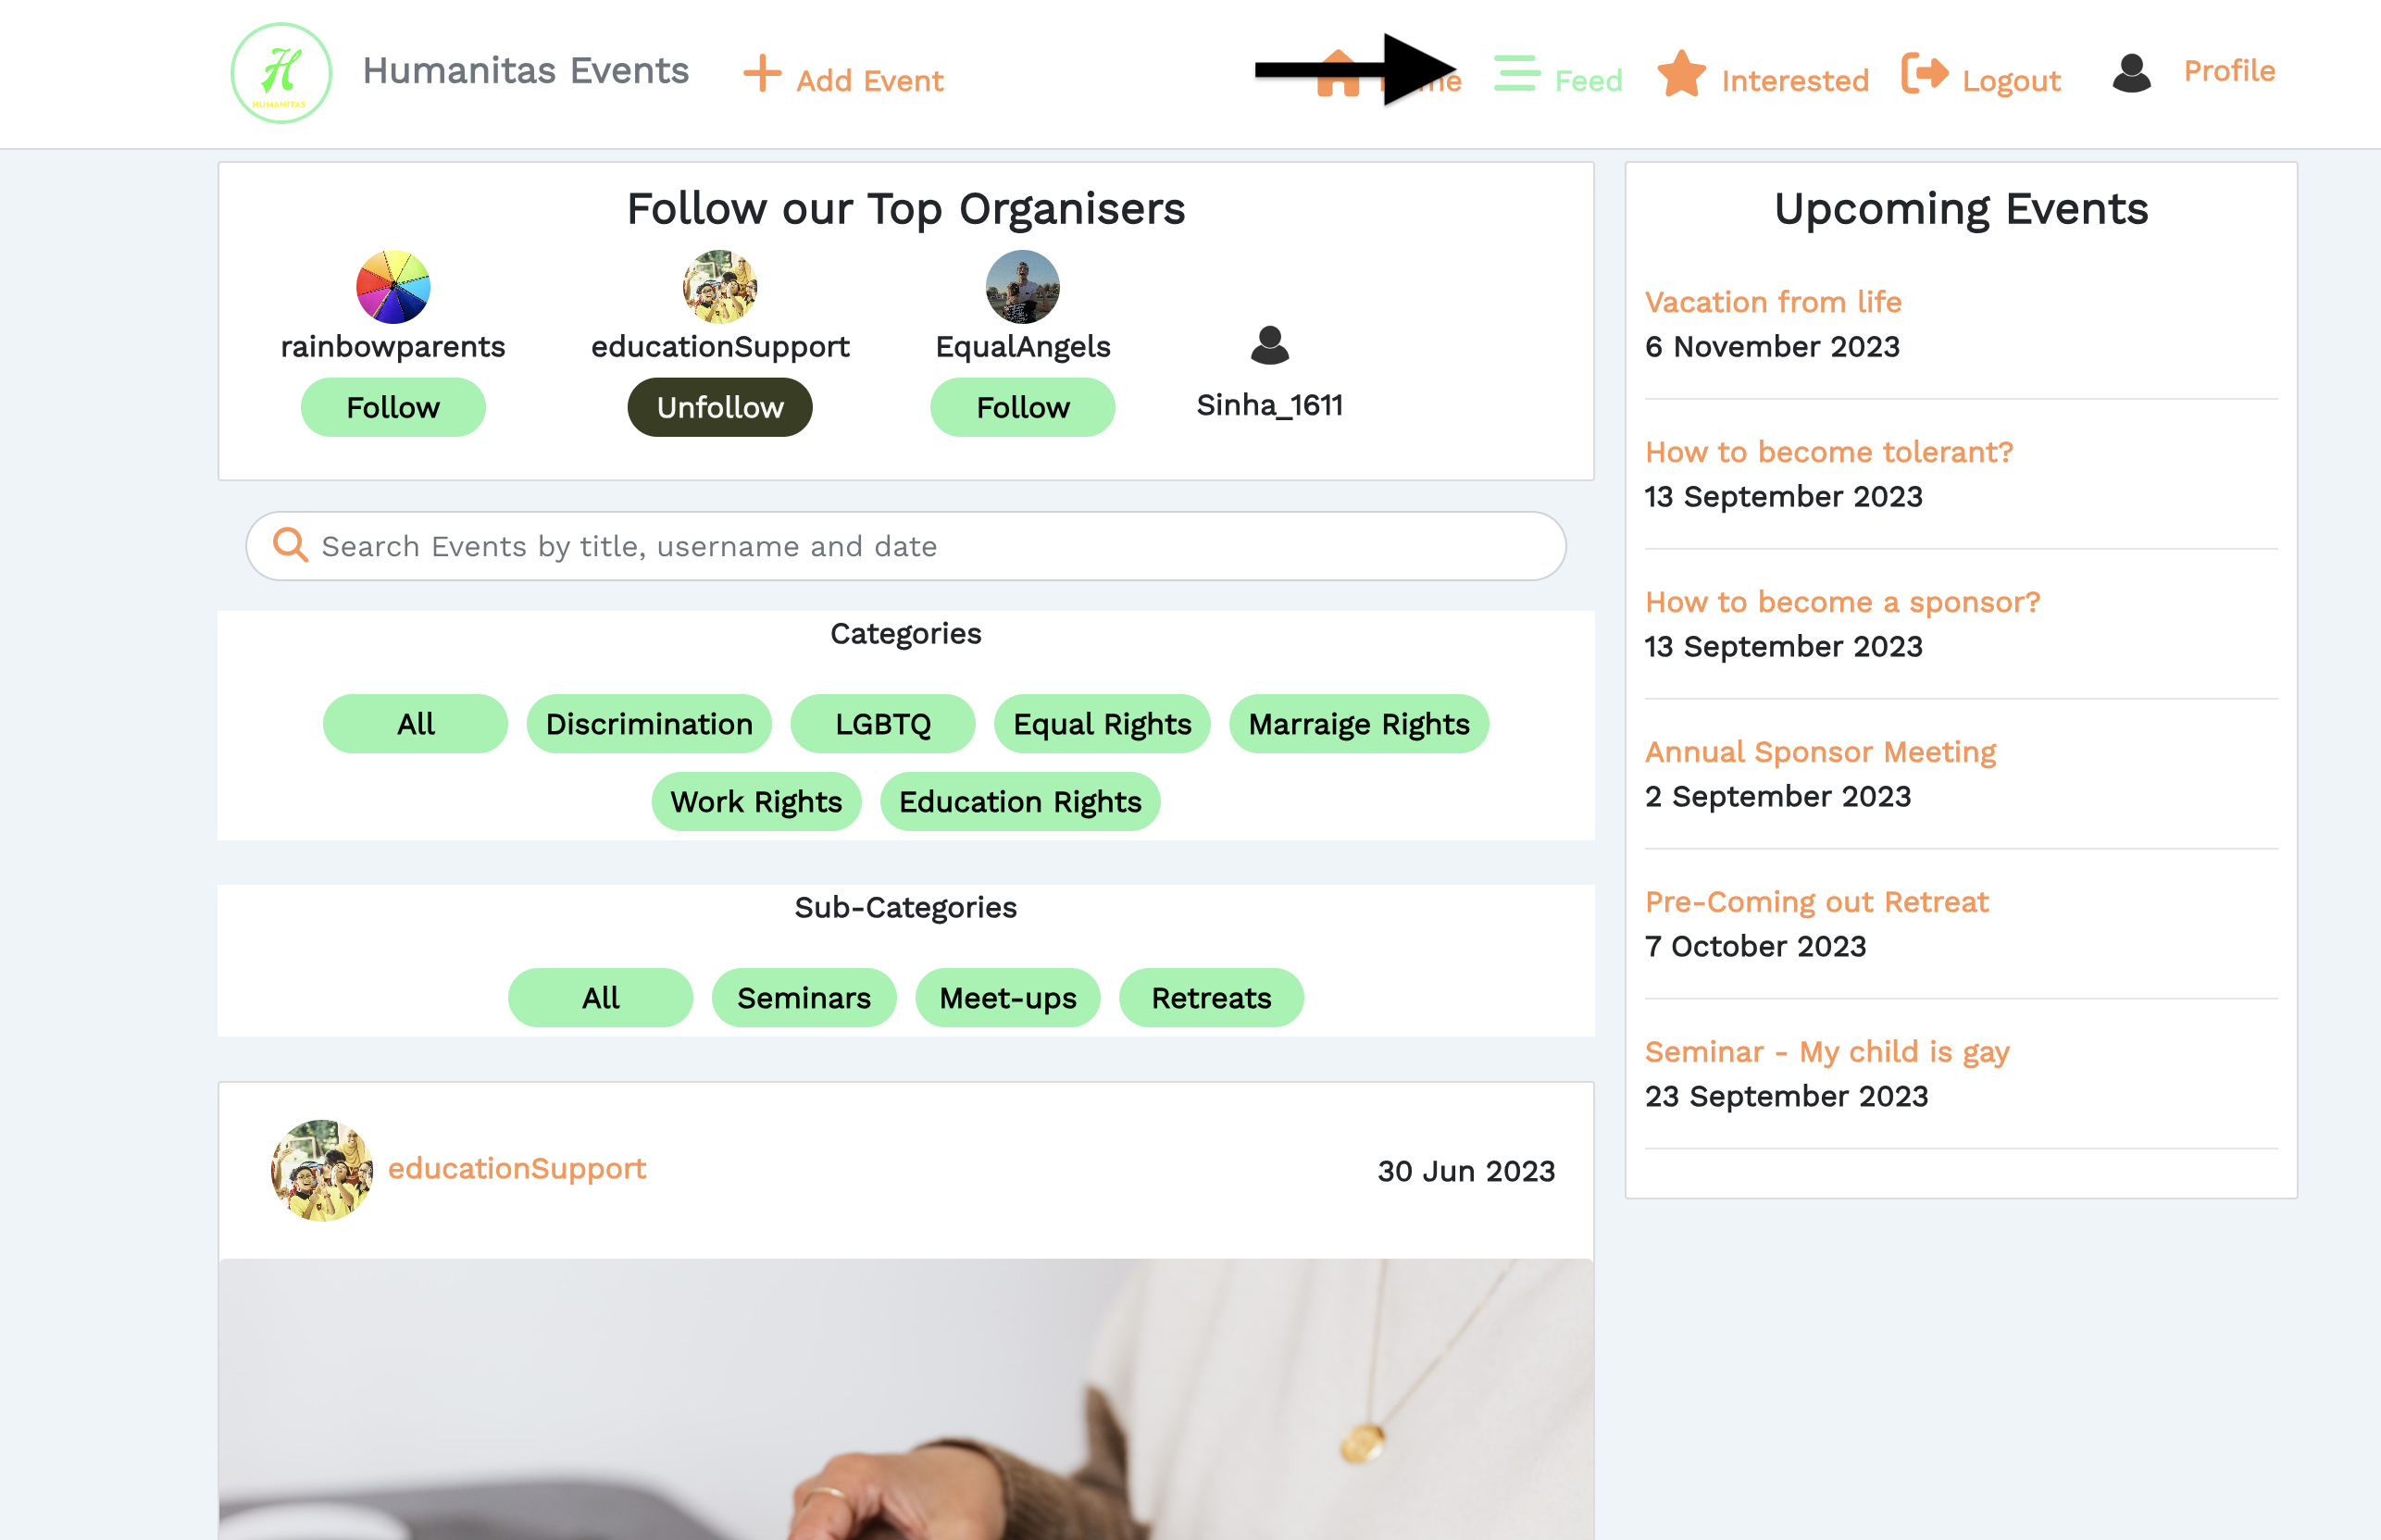 H
HUMANITAS
Humanitas Events
Add Event
Feed
Interested
Logout
Profile
Follow our Top Organisers
rainbowparents
educationSupport
EqualAngels
Sinha_1611
Follow
Unfollow
Follow
Search Events by title, username and date
Categories
All
Discrimination
LGBTQ
Equal Rights
Marraige Rights
Work Rights
Education Rights
Sub-Categories
All
Seminars
Meet-ups
Retreats
educationSupport
30 Jun 2023
Upcoming Events
Vacation from life
6 November 2023
How to become tolerant?
13 September 2023
How to become a sponsor?
13 September 2023
Annual Sponsor Meeting
2 September 2023
Pre-Coming out Retreat
7 October 2023
Seminar - My child is gay
23 September 2023